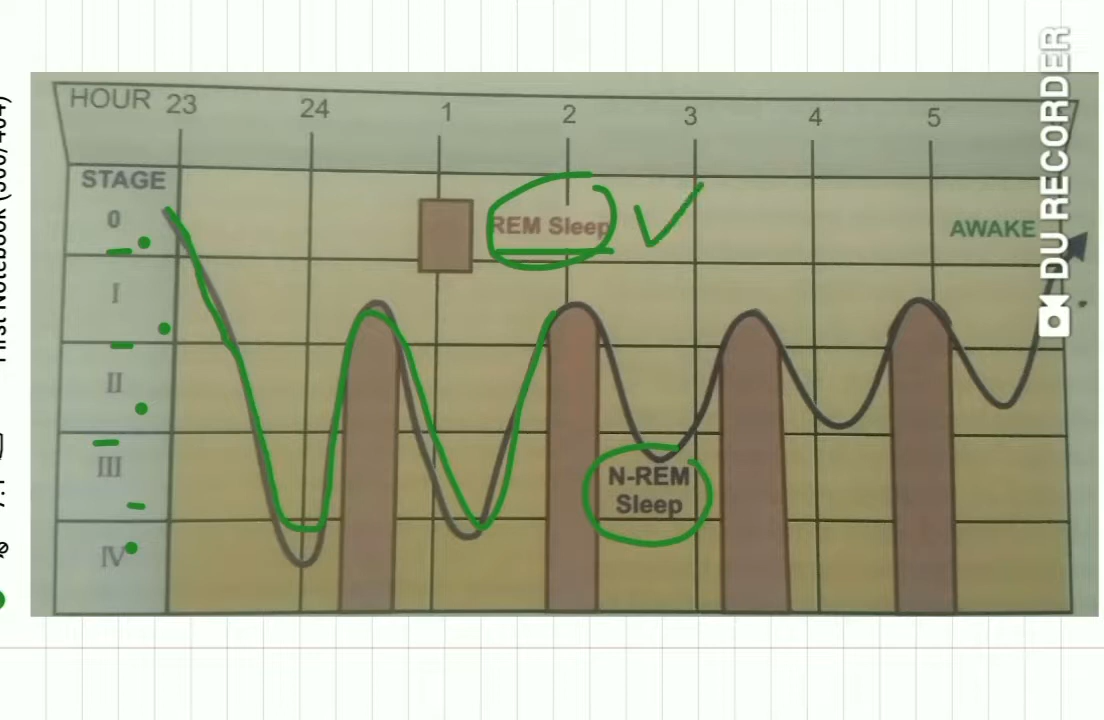 HOUR 23 24 1 2 3 4 5
STAGE
0
REM Sleep
AWAKE
I
II
III
N-REM
Sleep
IV
DU RECORDER